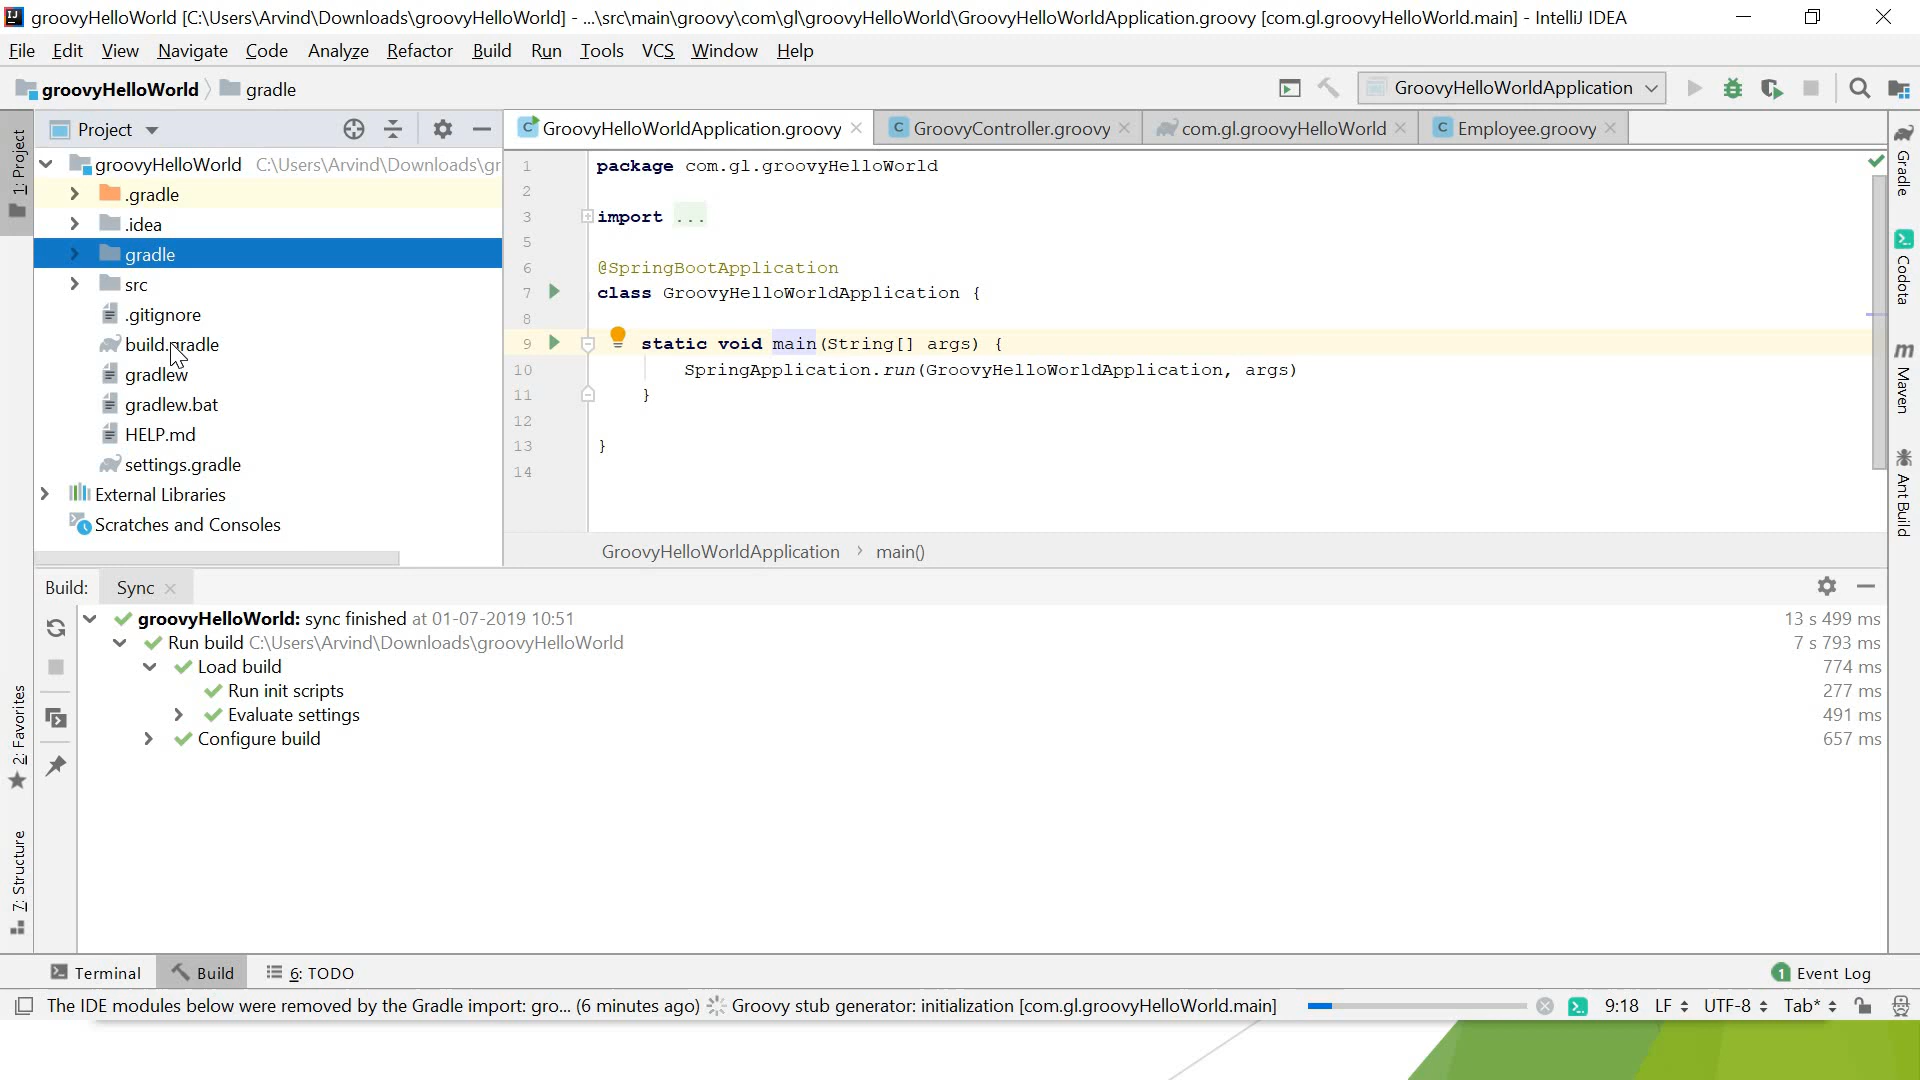 groovyHelloWorld [C:\Users\Arvind\Downloads\groovyHelloWorld] - ...\src\main\groovy\com\gl\groovyHelloWorld\GroovyHelloWorldApplication.groovy [com.gl.groovyHelloWorld.main] - IntelliJ IDEA
File Edit View Navigate Code Analyze Refactor Build Run Tools VCS Window Help
groovyHelloWorld gradle GroovyHelloWorldApplication
Project GroovyHelloWorldApplication.groovy GroovyController.groovy com.gl.groovyHelloWorld Employee.groovy
1: Project
groovyHelloWorld C:\Users\Arvind\Downloads\gr
.gradle
.idea
gradle
src
.gitignore
build.gradle
gradlew
gradlew.bat
HELP.md
settings.gradle
External Libraries
Scratches and Consoles
1 package com.gl.groovyHelloWorld
2
3 import ...
5
6 @SpringBootApplication
7 class GroovyHelloWorldApplication {
8
9 static void main(String[] args) {
10 SpringApplication.run(GroovyHelloWorldApplication, args)
11 }
12
13 }
14
GroovyHelloWorldApplication › main()
Gradle
Codota
m Maven
Ant Build
Build: Sync
groovyHelloWorld: sync finished at 01-07-2019 10:51 13 s 499 ms
Run build C:\Users\Arvind\Downloads\groovyHelloWorld 7 s 793 ms
Load build 774 ms
Run init scripts 277 ms
Evaluate settings 491 ms
Configure build 657 ms
2: Favorites
7: Structure
Terminal Build 6: TODO 1 Event Log
The IDE modules below were removed by the Gradle import: gro... (6 minutes ago) Groovy stub generator: initialization [com.gl.groovyHelloWorld.main] 9:18 LF UTF-8 Tab*